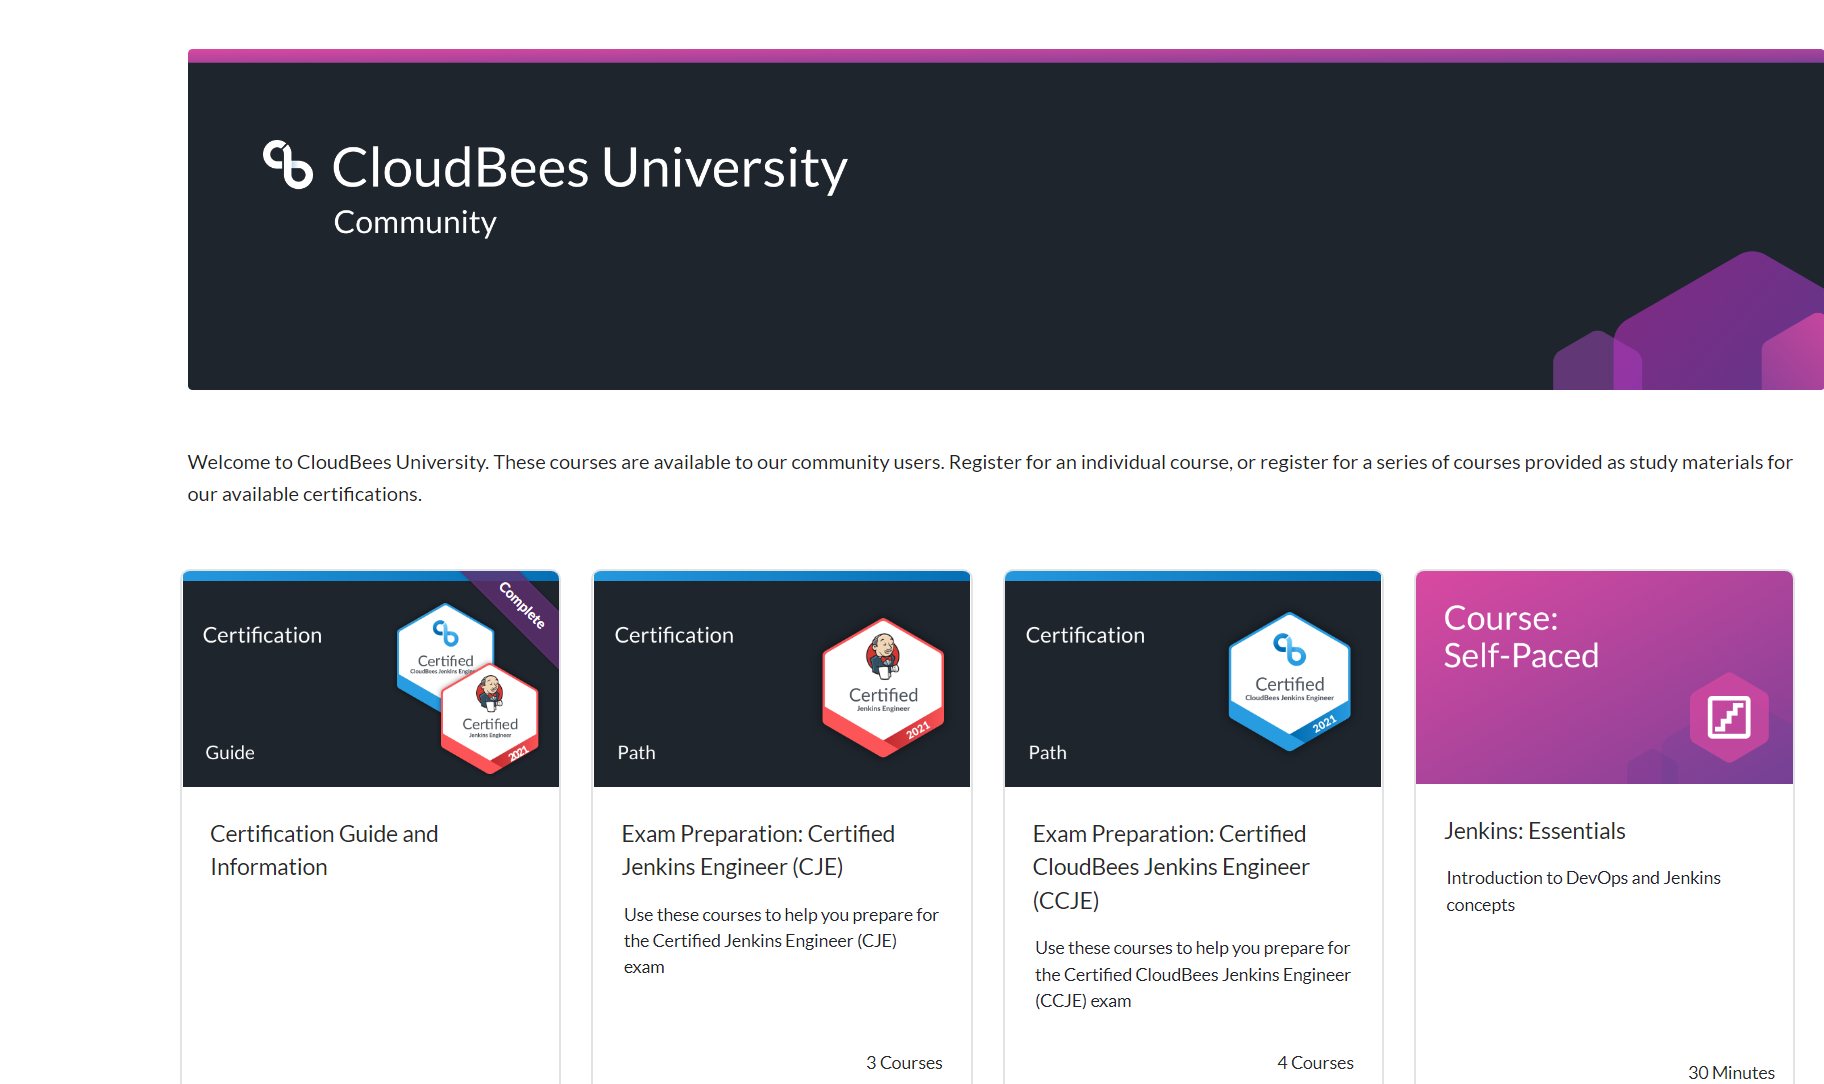 CloudBees University
Community
Welcome to CloudBees University. These courses are available to our community users. Register for an individual course, or register for a series of courses provided as study materials for
our available certifications.
Complete
Certification
Certified
CloudBees Jenkins
Certified
Jenkins Engineer
2021
Guide
Certification Guide and
Information
Certification
Certified
Jenkins Engineer
2021
Path
Exam Preparation: Certified
Jenkins Engineer (CJE)
Use these courses to help you prepare for
the Certified Jenkins Engineer (CJE)
exam
3 Courses
Certification
Certified
CloudBees Jenkins Engineer
2021
Path
Exam Preparation: Certified
CloudBees Jenkins Engineer
(CCJE)
Use these courses to help you prepare for
the Certified CloudBees Jenkins Engineer
(CCJE) exam
4 Courses
Course:
Self-Paced
Jenkins: Essentials
Introduction to DevOps and Jenkins
concepts
30 Minutes